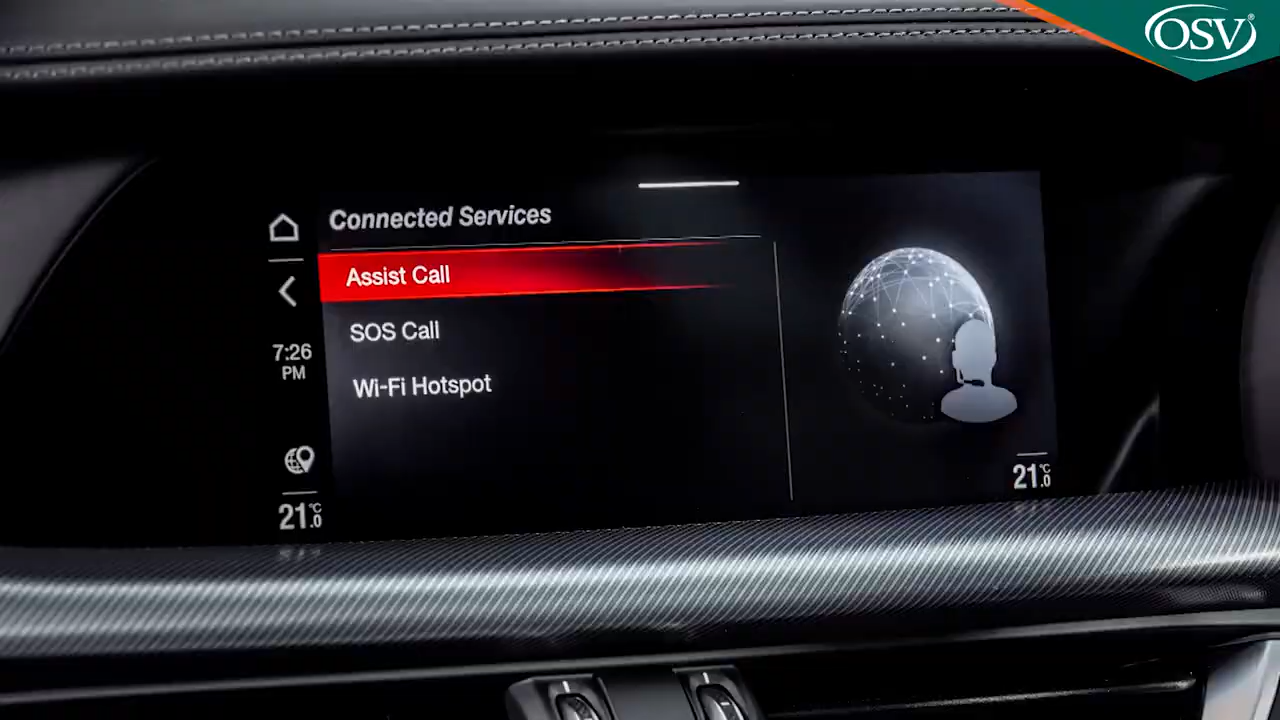 OSV
Connected Services
Assist Call
SOS Call
Wi-Fi Hotspot
7:26
PM
21.0°C
21.0°C